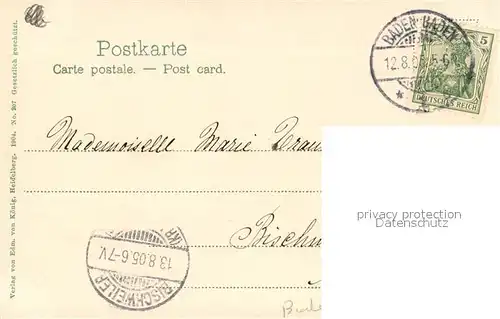 Postkarte
Carte postale. — Post card.
BADEN-BADEN
12.8.05. 5-6
5
DEUTSCHES REICH
Mademoiselle Marie
privacy protection
Datenschutz
13.8.05. 6-7V.
BISCHWEILER
Verlag von Edm. von König, Heidelberg. 1904. No. 207 Gesetzlich geschützt.